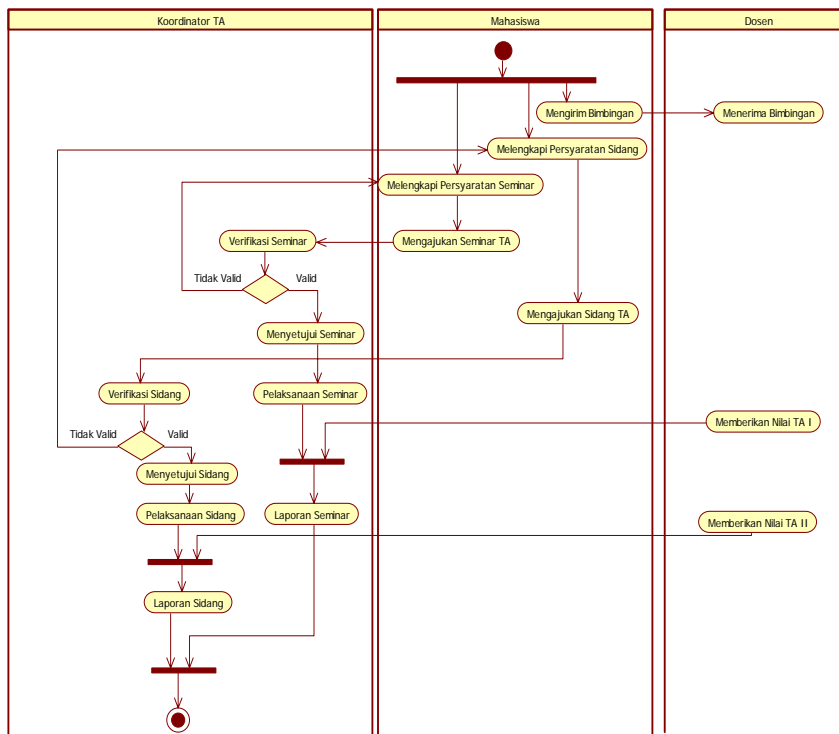 Koordinator TA
Mahasiswa
Dosen
Mengirim Bimbingan
Menerima Bimbingan
Melengkapi Persyaratan Sidang
Melengkapi Persyaratan Seminar
Verifikasi Seminar
Mengajukan Seminar TA
Tidak Valid
Valid
Mengajukan Sidang TA
Menyetujui Seminar
Verifikasi Sidang
Pelaksanaan Seminar
Memberikan Nilai TA I
Tidak Valid
Valid
Menyetujui Sidang
Pelaksanaan Sidang
Laporan Seminar
Memberikan Nilai TA II
Laporan Sidang